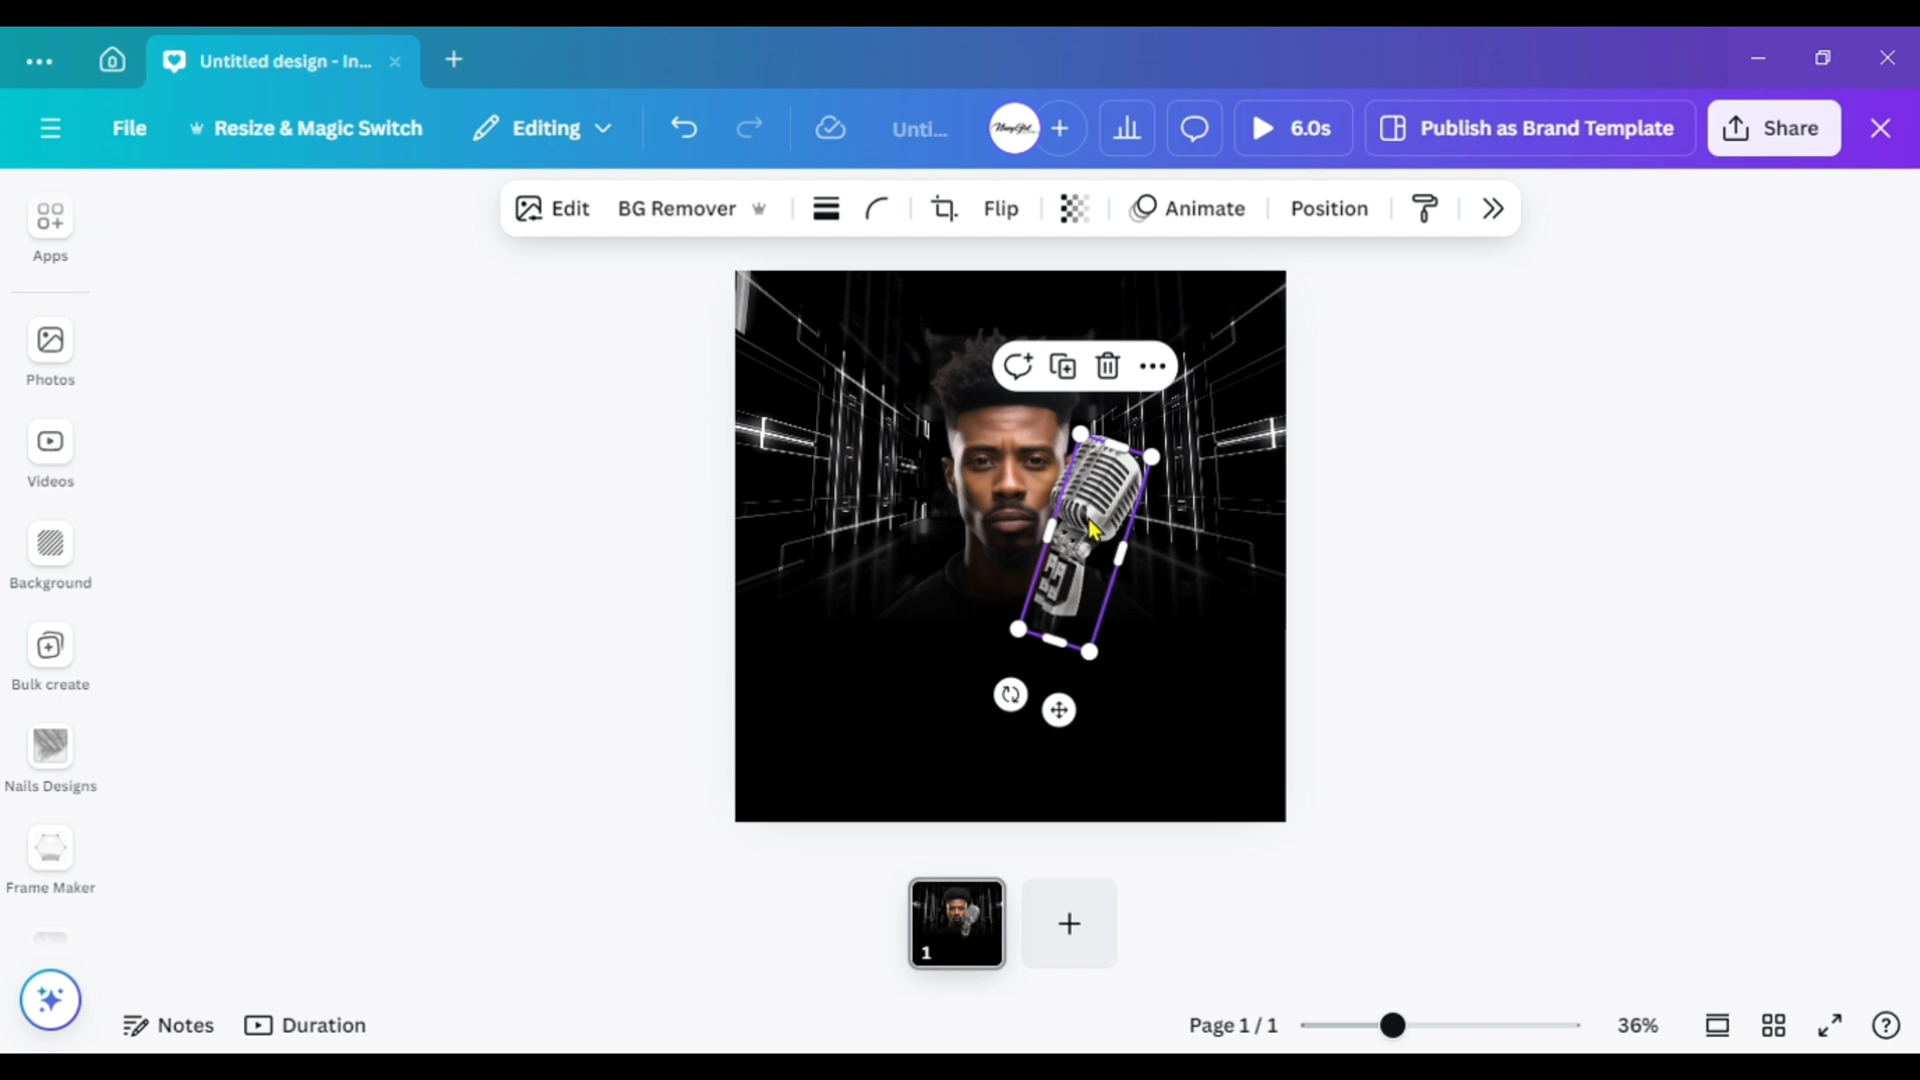 Untitled design - In...
File
Resize & Magic Switch
Editing
Unti...
6.0s
Publish as Brand Template
Share
Edit
BG Remover
Flip
Animate
Position
Apps
Photos
Videos
Background
Bulk create
Nails Designs
Frame Maker
1
Notes
Duration
Page 1 / 1
36%